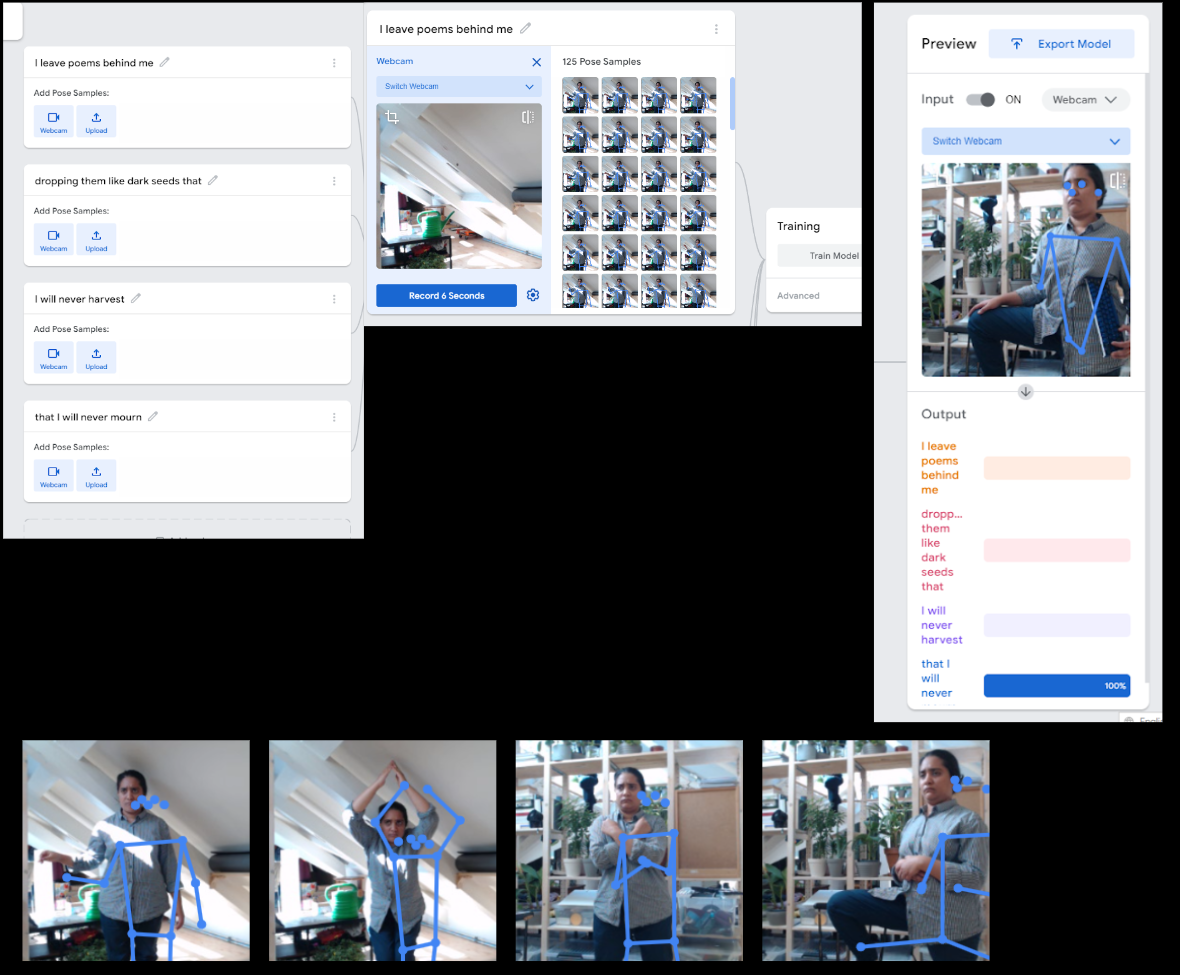 I leave poems behind me
Add Pose Samples:
Webcam
Upload
dropping them like dark seeds that
Add Pose Samples:
Webcam
Upload
I will never harvest
Add Pose Samples:
Webcam
Upload
that I will never mourn
Add Pose Samples:
Webcam
Upload
I leave poems behind me
Webcam
Switch Webcam
Record 6 Seconds
125 Pose Samples
Training
Train Model
Advanced
Preview
Export Model
Input
ON
Webcam
Switch Webcam
Output
I leave
poems
behind
me
dropp...
them
like
dark
seeds
that
I will
never
harvest
that I
will
never
100%